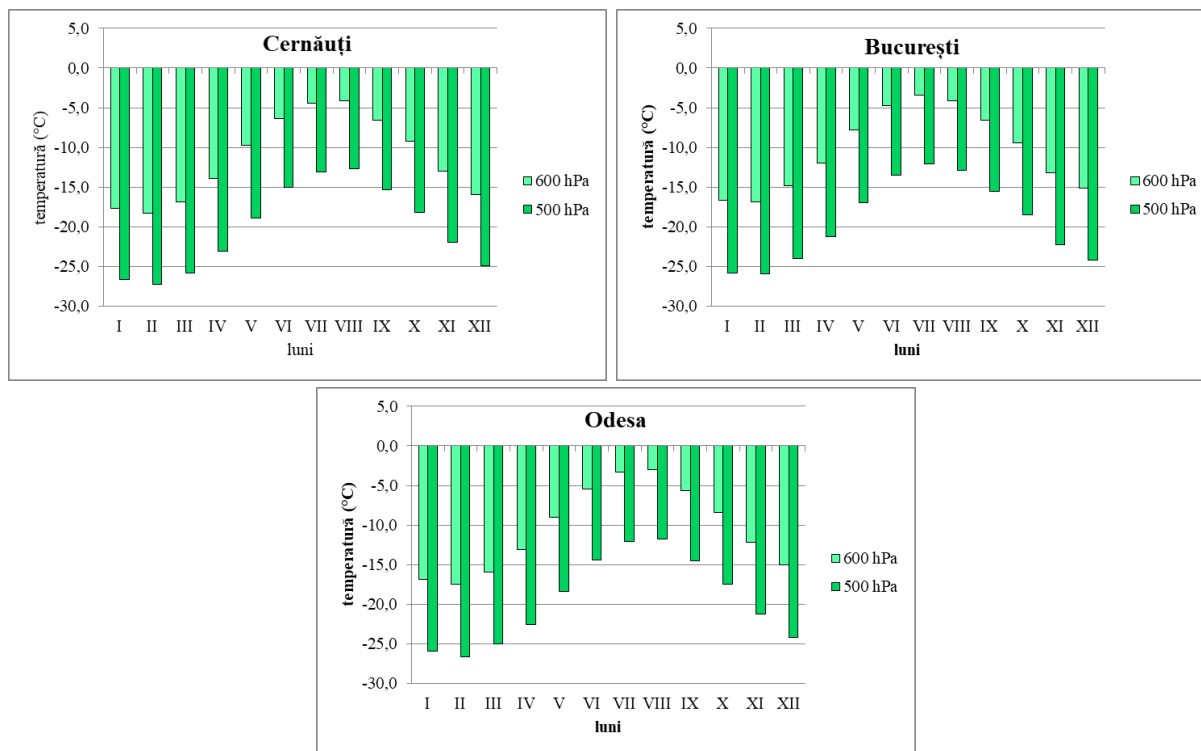 Cernăuți
5,0
0,0
-5,0
-10,0
-15,0
-20,0
-25,0
-30,0
temperatură (°C)
I II III IV V VI VII VIII IX X XI XII
luni
600 hPa
500 hPa
București
5,0
0,0
-5,0
-10,0
-15,0
-20,0
-25,0
-30,0
temperatură (°C)
I II III IV V VI VII VIII IX X XI XII
luni
600 hPa
500 hPa
Odesa
5,0
0,0
-5,0
-10,0
-15,0
-20,0
-25,0
-30,0
temperatură (°C)
I II III IV V VI VII VIII IX X XI XII
luni
600 hPa
500 hPa